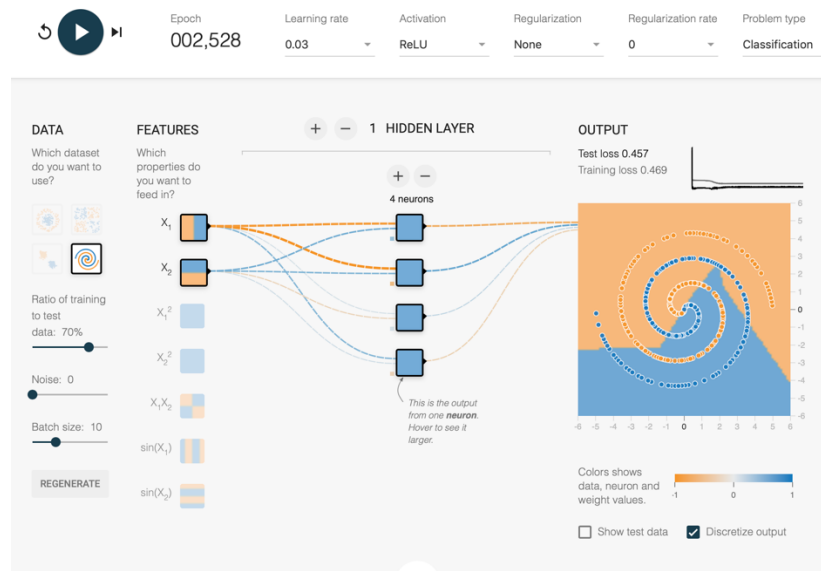 Epoch
002,528
Learning rate
0.03
Activation
ReLU
Regularization
None
Regularization rate
0
Problem type
Classification
DATA
Which dataset
do you want to
use?
Ratio of training
to test
data: 70%
Noise: 0
Batch size: 10
REGENERATE
FEATURES
Which
properties do
you want to
feed in?
X₁
X₂
X₁²
X₂²
X₁X₂
sin(X₁)
sin(X₂)
+ − 1 HIDDEN LAYER
+ −
4 neurons
This is the output
from one neuron.
Hover to see it
larger.
OUTPUT
Test loss 0.457
Training loss 0.469
6
5
4
3
2
1
0
-1
-2
-3
-4
-5
-6
-6 -5 -4 -3 -2 -1 0 1 2 3 4 5 6
Colors shows
data, neuron and
weight values.
-1 0 1
Show test data
Discretize output